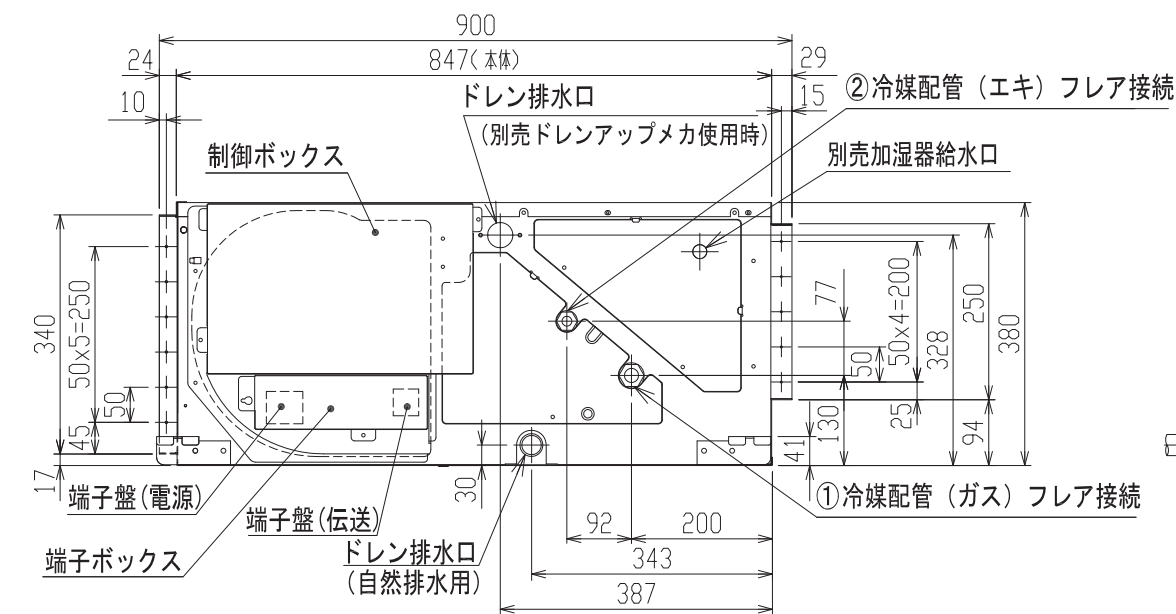 900
24
847(本体)
29
10
ドレン排水口
(別売ドレンアップメカ使用時)
②冷媒配管（エキ）フレア接続
15
制御ボックス
別売加湿器給水口
340
50x5=250
50
45
17
77
50
50x4=200
328
250
380
130
25
94
41
30
端子盤(電源)
端子盤(伝送)
端子ボックス
ドレン排水口
(自然排水用)
①冷媒配管（ガス）フレア接続
92
200
343
387